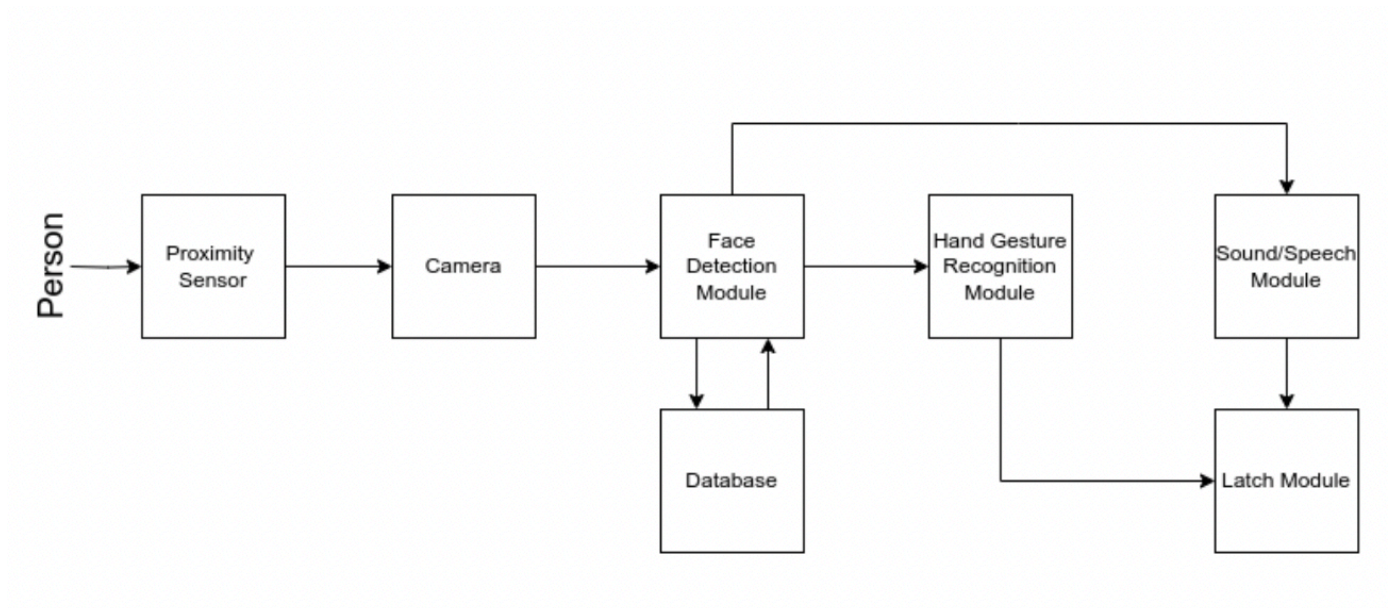 Person
Proximity
Sensor
Camera
Face
Detection
Module
Hand Gesture
Recognition
Module
Sound/Speech
Module
Database
Latch Module